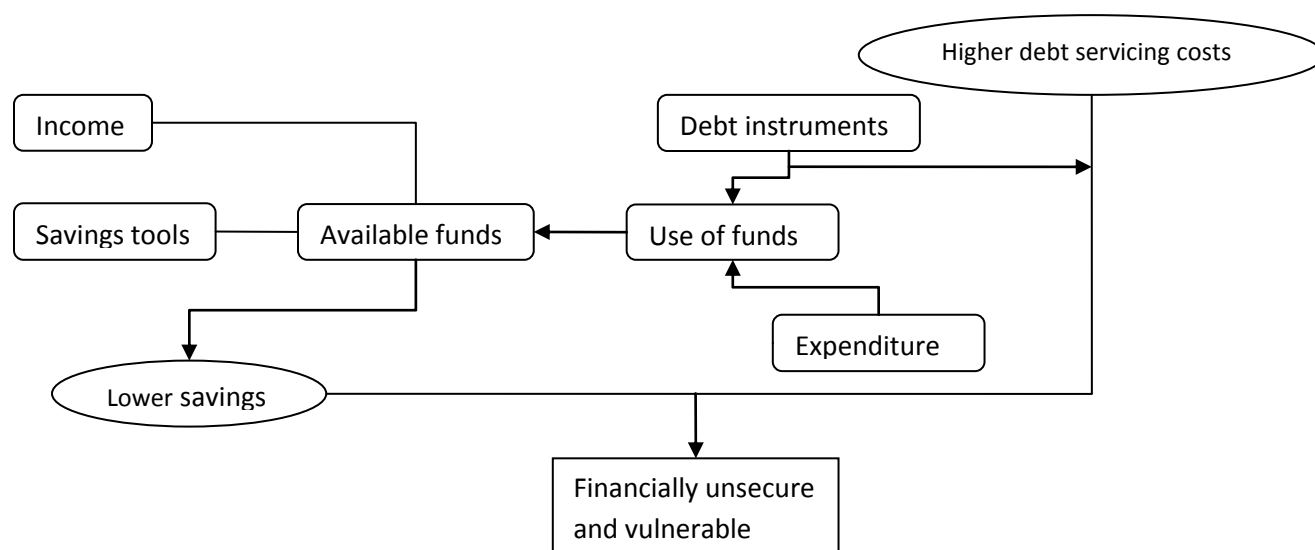 Higher debt servicing costs
Income
Debt instruments
Savings tools
Available funds
Use of funds
Expenditure
Lower savings
Financially unsecure
and vulnerable